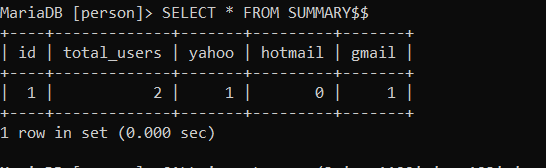 MariaDB [person]> SELECT * FROM SUMMARY$$
+----+-------------+-------+---------+-------+
| id | total_users | yahoo | hotmail | gmail |
+----+-------------+-------+---------+-------+
|  1 |           2 |     1 |       0 |     1 |
+----+-------------+-------+---------+-------+
1 row in set (0.000 sec)